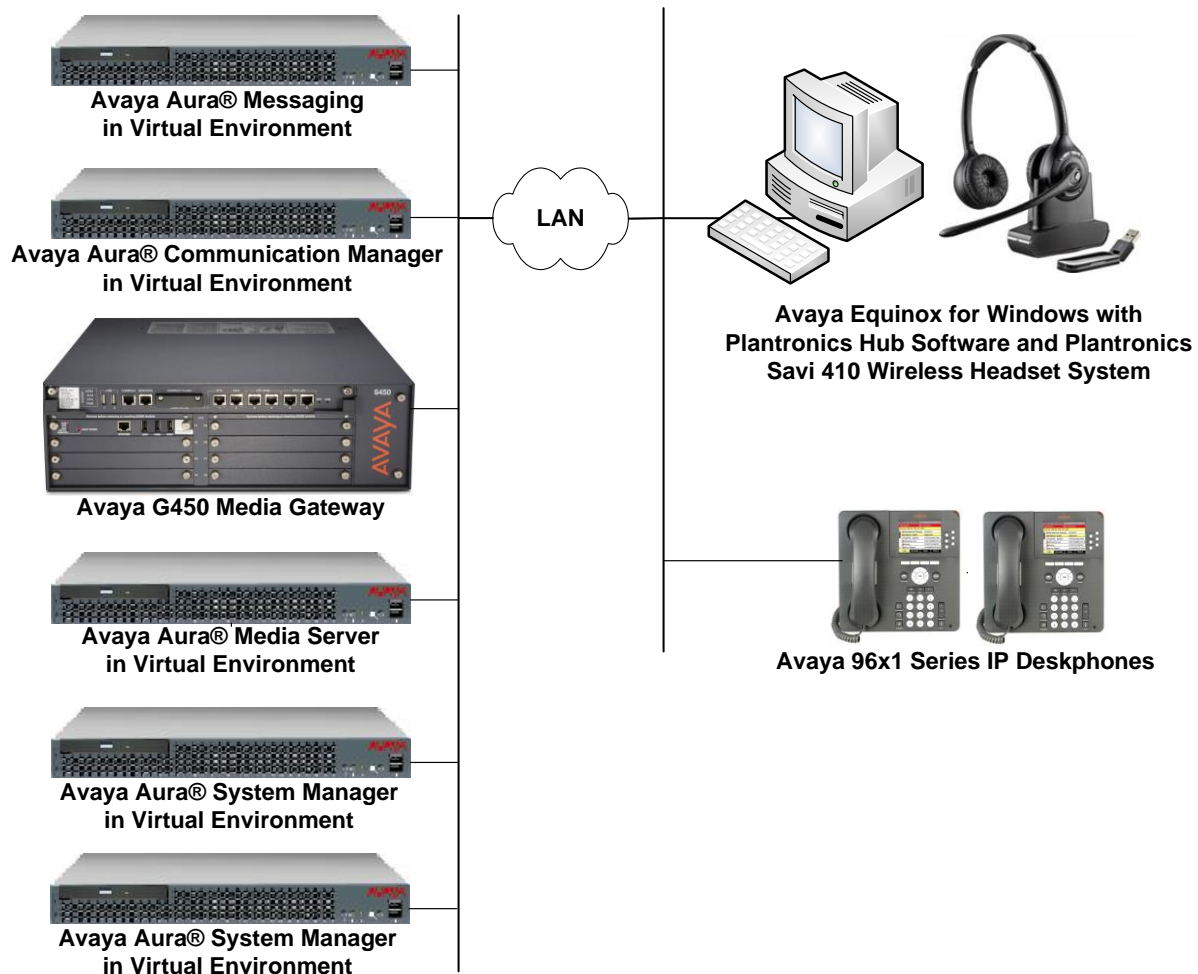 Avaya Aura® Messaging
in Virtual Environment
Avaya Aura® Communication Manager
in Virtual Environment
G450
AVAYA
Avaya G450 Media Gateway
Avaya Aura® Media Server
in Virtual Environment
Avaya Aura® System Manager
in Virtual Environment
Avaya Aura® System Manager
in Virtual Environment
LAN
Avaya Equinox for Windows with
Plantronics Hub Software and Plantronics
Savi 410 Wireless Headset System
Avaya 96x1 Series IP Deskphones